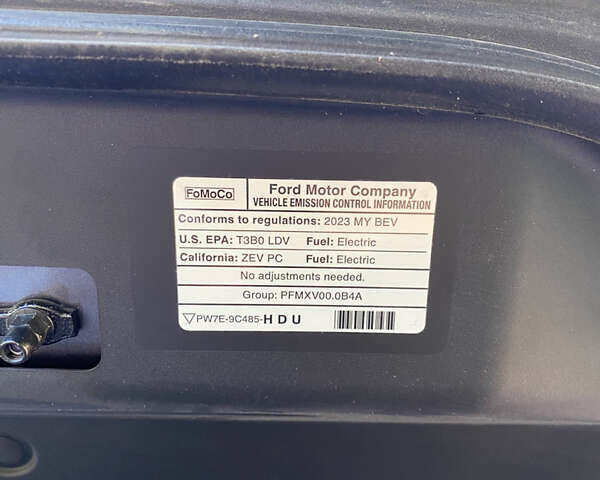 FoMoCo
Ford Motor Company
VEHICLE EMISSION CONTROL INFORMATION
Conforms to regulations: 2023 MY BEV
U.S. EPA: T3B0 LDV Fuel: Electric
California: ZEV PC Fuel: Electric
No adjustments needed.
Group: PFMXV00.0B4A
PW7E-9C485-HDU